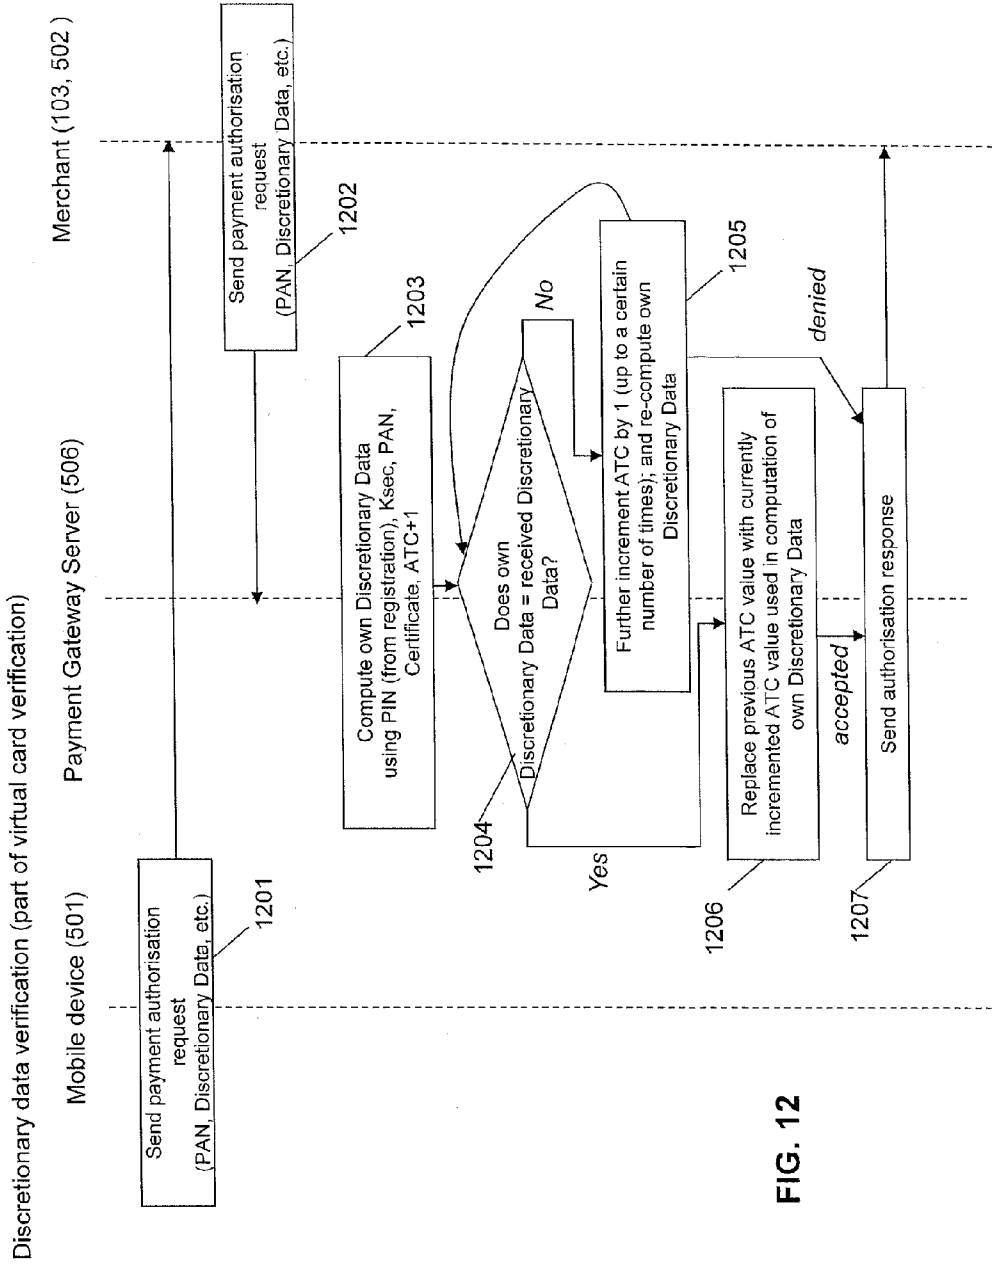 Discretionary data verification (part of virtual card verification)
Mobile device (501)
Payment Gateway Server (506)
Merchant (103, 502)
Send payment authorisation
request
(PAN, Discretionary Data, etc.)
1201
Send payment authorisation
request
(PAN, Discretionary Data, etc.)
1202
Compute own Discretionary Data
using PIN (from registration), Ksec, PAN,
Certificate, ATC+1
1203
Does own
Discretionary Data = received Discretionary
Data?
1204
No
Yes
Further increment ATC by 1 (up to a certain
number of times); and re-compute own
Discretionary Data
1205
Replace previous ATC value with currently
incremented ATC value used in computation of
own Discretionary Data
1206
accepted
denied
Send authorisation response
1207
FIG. 12